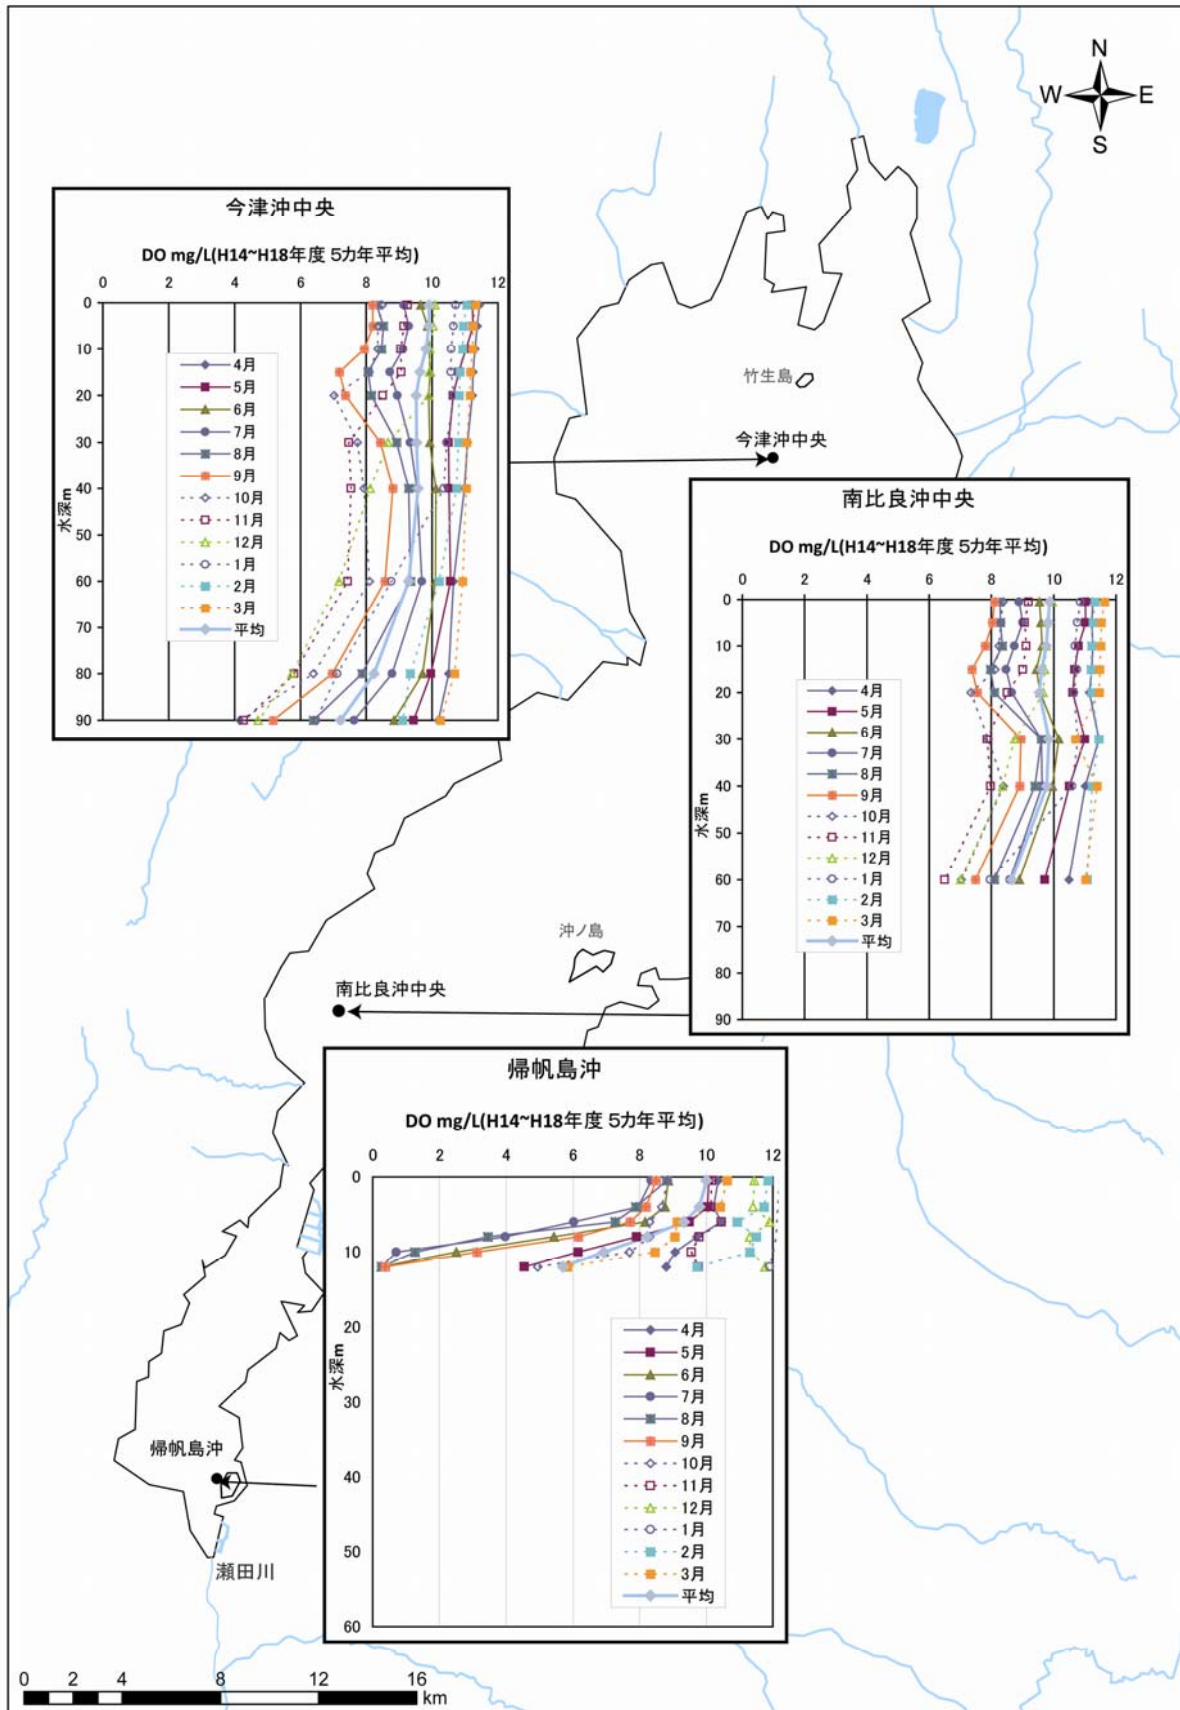 N
W E
S
今津沖中央
DO mg/L(H14~H18年度 5カ年平均)
0 2 4 6 8 10 12
0
10
20
30
40
50
60
70
80
90
水深m
4月
5月
6月
7月
8月
9月
10月
11月
12月
1月
2月
3月
平均
竹生島
今津沖中央
南比良沖中央
DO mg/L(H14~H18年度 5カ年平均)
0 2 4 6 8 10 12
0
10
20
30
40
50
60
70
80
90
水深m
4月
5月
6月
7月
8月
9月
10月
11月
12月
1月
2月
3月
平均
沖ノ島
南比良沖中央
帰帆島沖
DO mg/L(H14~H18年度 5カ年平均)
0 2 4 6 8 10 12
0
10
20
30
40
50
60
水深m
4月
5月
6月
7月
8月
9月
10月
11月
12月
1月
2月
3月
平均
帰帆島沖
瀬田川
0 2 4 8 12 16
km